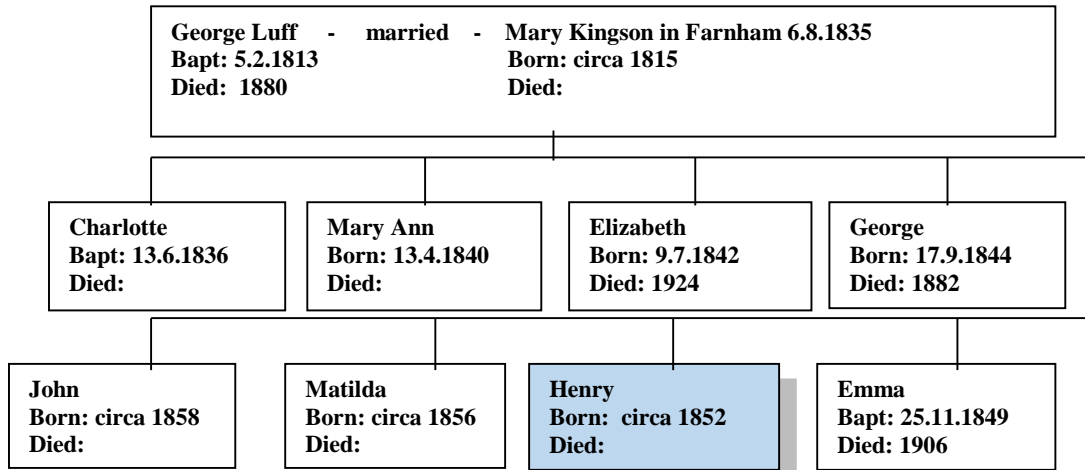 George Luff - married - Mary Kingson in Farnham 6.8.1835
Bapt: 5.2.1813 Born: circa 1815
Died: 1880 Died:
Charlotte
Bapt: 13.6.1836
Died:
Mary Ann
Born: 13.4.1840
Died:
Elizabeth
Born: 9.7.1842
Died: 1924
George
Born: 17.9.1844
Died: 1882
John
Born: circa 1858
Died:
Matilda
Born: circa 1856
Died:
Henry
Born: circa 1852
Died:
Emma
Bapt: 25.11.1849
Died: 1906